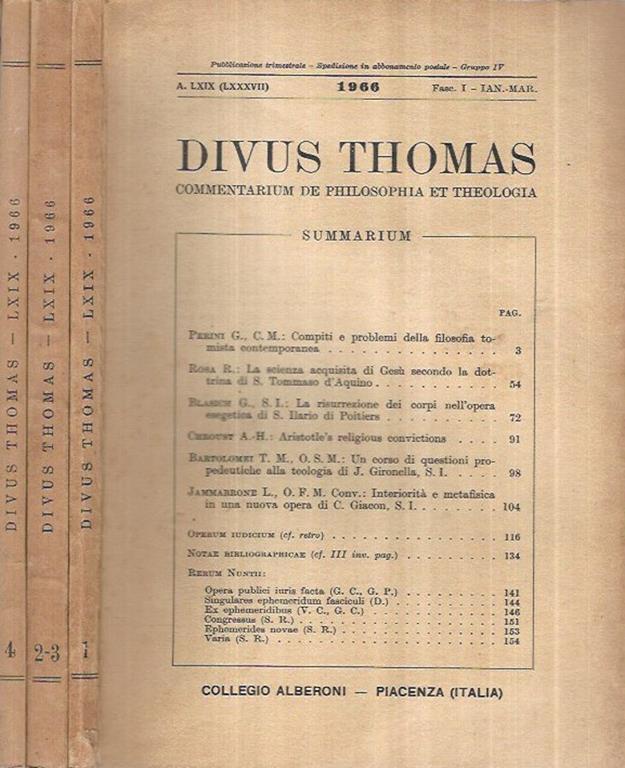 DIVUS THOMAS — LXIX · 1966
4
DIVUS THOMAS — LXIX · 1966
2-3
DIVUS THOMAS — LXIX · 1966
1
Pubblicazione trimestrale – Spedizione in abbonamento postale – Gruppo IV
A. LXIX (LXXXVII) 1966 Fasc. I – IAN.-MAR.
DIVUS THOMAS
COMMENTARIUM DE PHILOSOPHIA ET THEOLOGIA
SUMMARIUM
PAG.
PERINI G., C. M.: Compiti e problemi della filosofia to-
mista contemporanea . . . . . . . . . . . . . 3
ROSA R.: La scienza acquisita di Gesù secondo la dot-
trina di S. Tommaso d'Aquino . . . . . . . . . 54
BLASICH G., S. I.: La risurrezione dei corpi nell'opera
esegetica di S. Ilario di Poitiers . . . . . . . . 72
CHROUST A.-H.: Aristotle's religious convictions . . . . 91
BARTOLOMEI T. M., O. S. M.: Un corso di questioni pro-
pedeutiche alla teologia di J. Gironella, S. I. . . . . 98
JAMMARRONE L., O. F. M. Conv.: Interiorità e metafisica
in una nuova opera di C. Giacon, S. I. . . . . . . 104
OPERUM IUDICIUM (cf. retro) . . . . . . . . . . . . 116
NOTAE BIBLIOGRAPHICAE (cf. III inv. pag.) . . . . . . . 134
RERUM NUNTII:
Opera publici iuris facta (G. C., G. P.) . . . . . . . . 141
Singulares ephemeridum fasciculi (D.) . . . . . . . . 144
Ex ephemeridibus (V. C., G. C.) . . . . . . . . . . 146
Congressus (S. R.) . . . . . . . . . . . . . . . 151
Ephemerides novae (S. R.) . . . . . . . . . . . . 153
Varia (S. R.) . . . . . . . . . . . . . . . . . 154
COLLEGIO ALBERONI — PIACENZA (ITALIA)